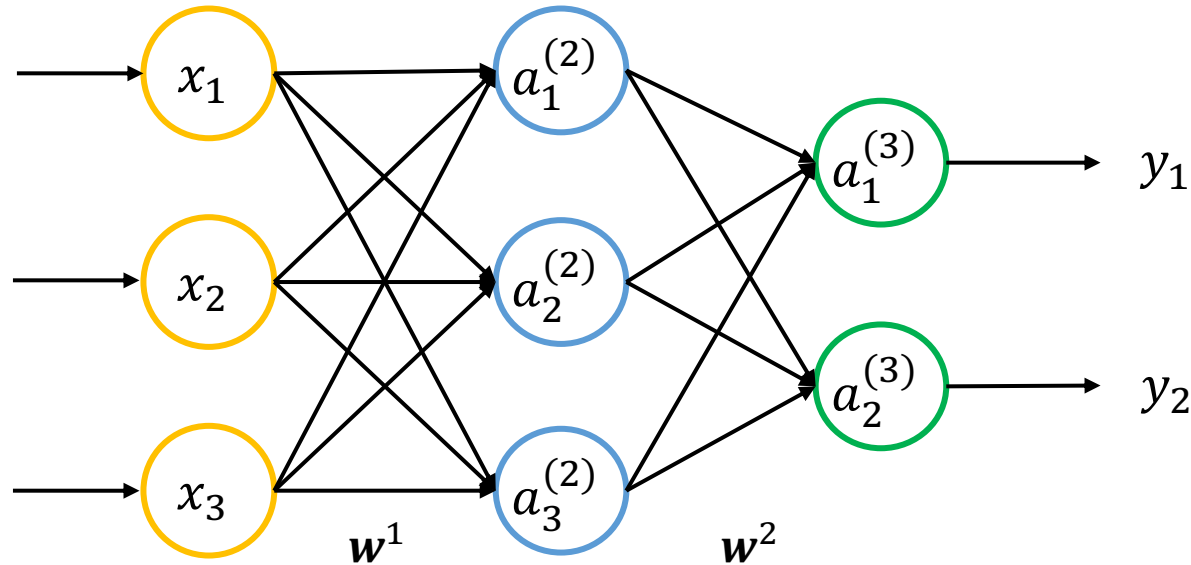 x₁
a₁⁽²⁾
a₁⁽³⁾
y₁
x₂
a₂⁽²⁾
a₂⁽³⁾
y₂
x₃
a₃⁽²⁾
w¹
w²